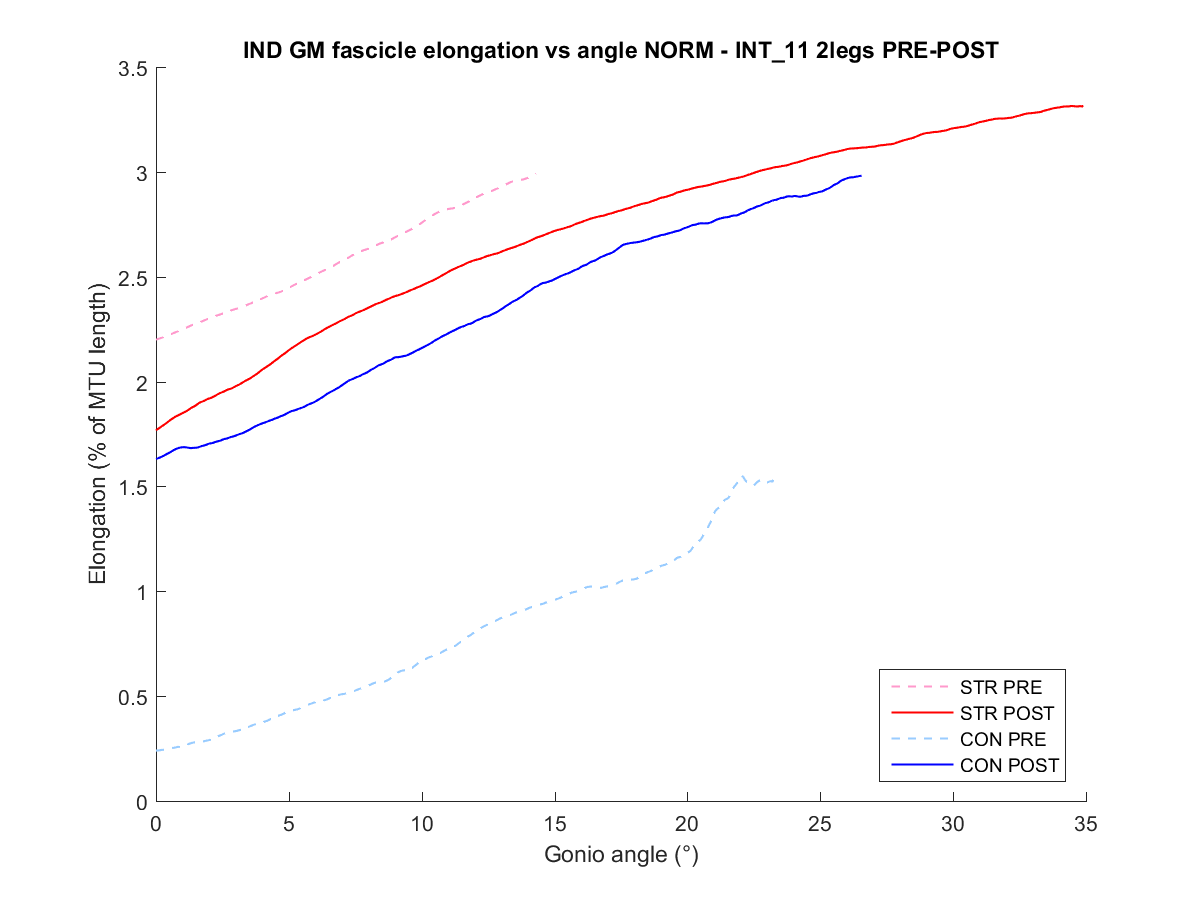 IND GM fascicle elongation vs angle NORM - INT_11 2legs PRE-POST
Elongation (% of MTU length)
3.5
3
2.5
2
1.5
1
0.5
0
0 5 10 15 20 25 30 35
Gonio angle (°)
STR PRE
STR POST
CON PRE
CON POST